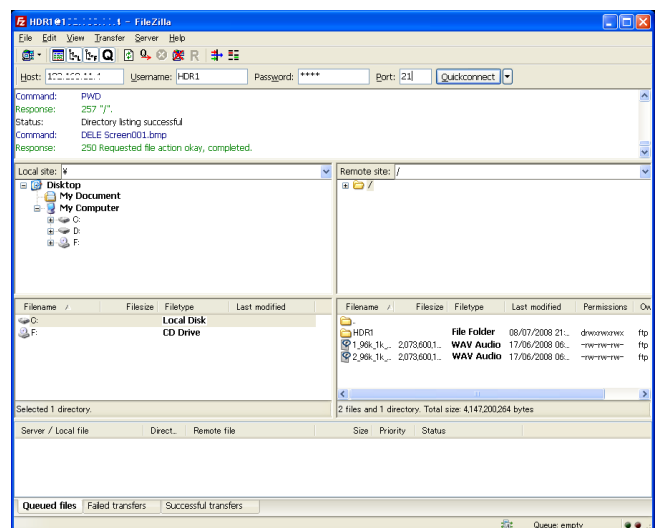 HDR1@1 - FileZilla
File Edit View Transfer Server Help
Host: Username: HDR1 Password: **** Port: 21 Quickconnect
Command: PWD
Response: 257 "/".
Status: Directory listing successful
Command: DELE Screen001.bmp
Response: 250 Requested file action okay, completed.
Local site: ¥
Remote site: /
Disktop
My Document
My Computer
C:
D:
F:
/
Filename / Filesize Filetype Last modified
C: Local Disk
F: CD Drive
Selected 1 directory.
Filename / Filesize Filetype Last modified Permissions Ow
..
HDR1 File Folder 08/07/2008 21:... drwxrwxrwx ftp
1_96k_1k_... 2,073,600,1... WAV Audio 17/06/2008 06:... -rw-rw-rw- ftp
2_96k_1k_... 2,073,600,1... WAV Audio 17/06/2008 06:... -rw-rw-rw- ftp
2 files and 1 directory. Total size: 4,147,200,264 bytes
Server / Local file Direct... Remote file Size Priority Status
Queued files Failed transfers Successful transfers
Queue: empty